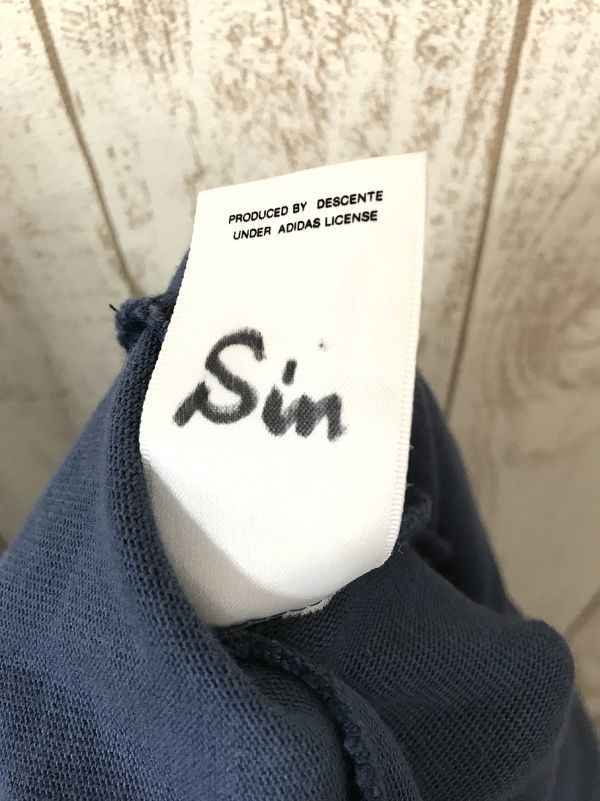 PRODUCED BY DESCENTE
UNDER ADIDAS LICENSE
Sin